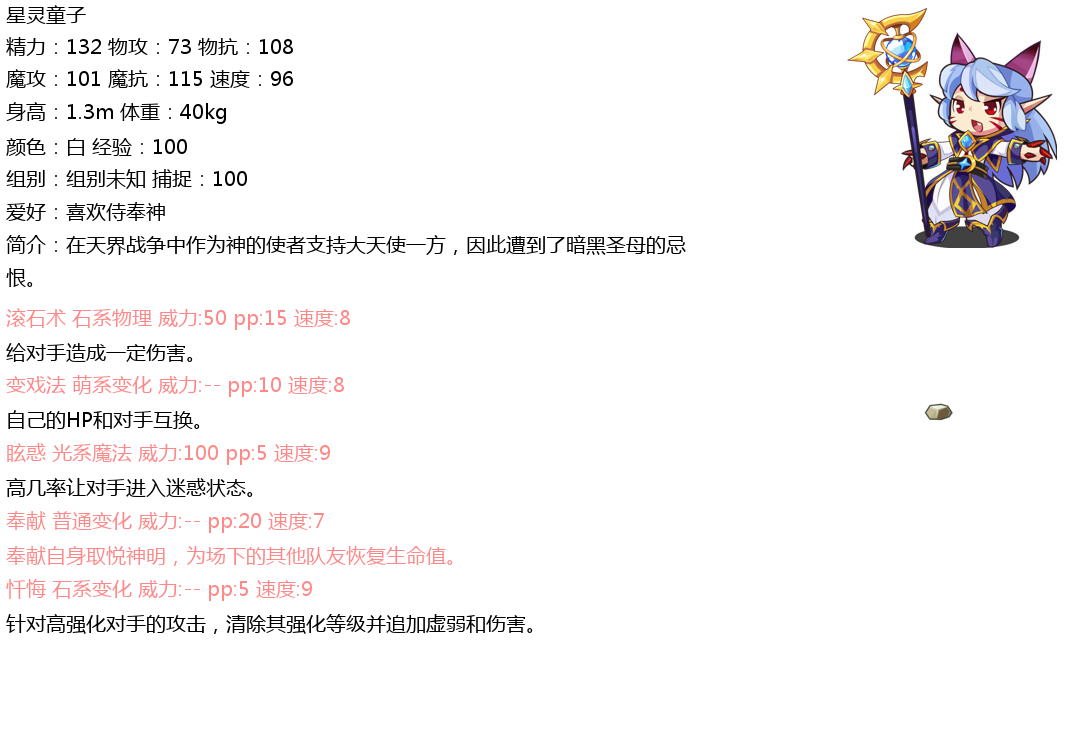 星灵童子
精力：132 物攻：73 物抗：108
魔攻：101 魔抗：115 速度：96
身高：1.3m 体重：40kg
颜色：白 经验：100
组别：组别未知 捕捉：100
爱好：喜欢侍奉神
简介：在天界战争中作为神的使者支持大天使一方，因此遭到了暗黑圣母的忌
恨。
滚石术 石系物理 威力:50 pp:15 速度:8
给对手造成一定伤害。
变戏法 萌系变化 威力:-- pp:10 速度:8
自己的HP和对手互换。
眩惑 光系魔法 威力:100 pp:5 速度:9
高几率让对手进入迷惑状态。
奉献 普通变化 威力:-- pp:20 速度:7
奉献自身取悦神明，为场下的其他队友恢复生命值。
忏悔 石系变化 威力:-- pp:5 速度:9
针对高强化对手的攻击，清除其强化等级并追加虚弱和伤害。